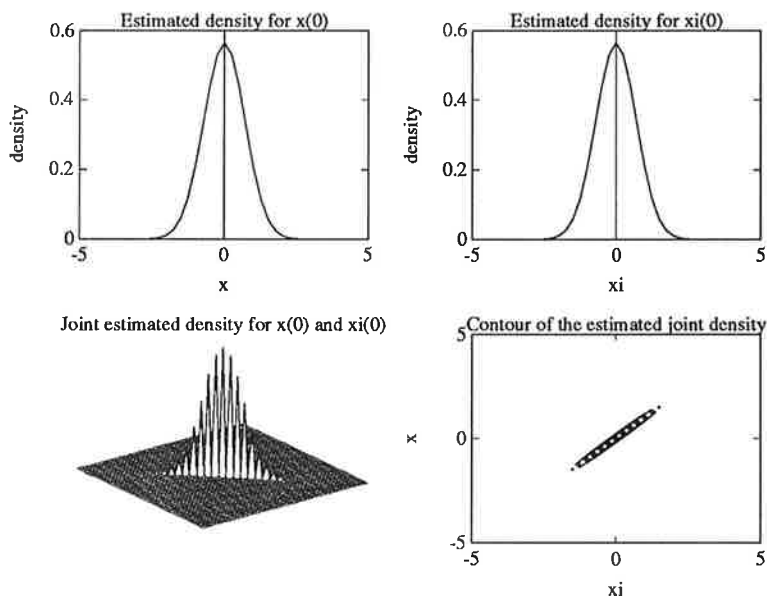 Estimated density for x(0)
0.6
0.4
0.2
0
density
-5
0
5
x
Estimated density for xi(0)
0.6
0.4
0.2
0
density
-5
0
5
xi
Joint estimated density for x(0) and xi(0)
Contour of the estimated joint density
5
0
-5
x
-5
0
5
xi